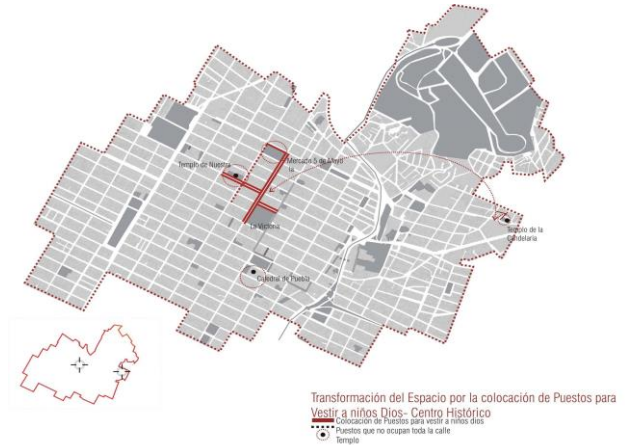 Mercado 5 de Mayo
Templo de Nuestra
la
La Victoria
Templo de la
Candelaria
Catedral de Puebla
Transformación del Espacio por la colocación de Puestos para
Vestir a niños Dios- Centro Histórico
Colocación de Puestos para vestir a niños dios
Puestos que no ocupan toda la calle
Templo